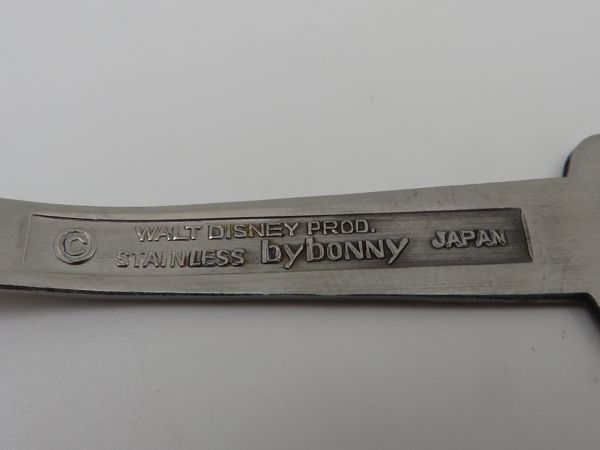 © WALT DISNEY PROD.
STAINLESS bybonny JAPAN